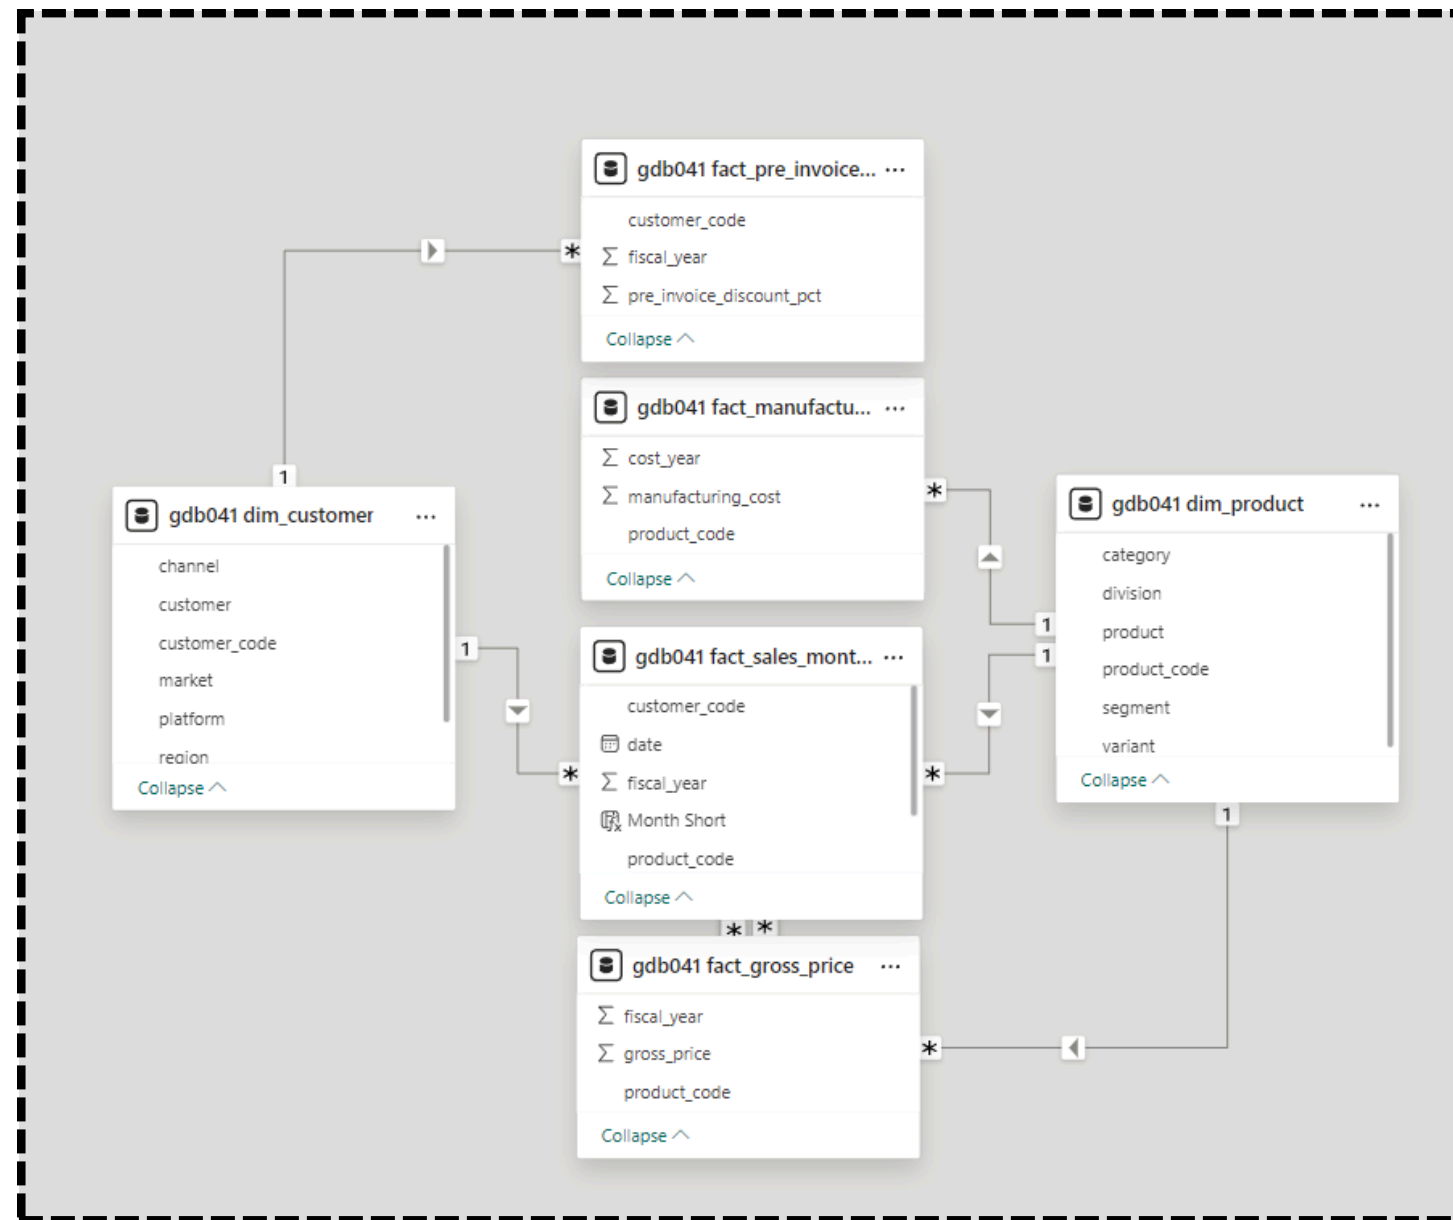 gdb041 fact_pre_invoice... ...
customer_code
fiscal_year
pre_invoice_discount_pct
Collapse
gdb041 fact_manufactu... ...
cost_year
manufacturing_cost
product_code
Collapse
gdb041 dim_customer ...
channel
customer
customer_code
market
platform
region
Collapse
gdb041 fact_sales_mont... ...
customer_code
date
fiscal_year
Month Short
product_code
Collapse
gdb041 dim_product ...
category
division
product
product_code
segment
variant
Collapse
gdb041 fact_gross_price ...
fiscal_year
gross_price
product_code
Collapse
1
*
1
*
1
*
1
*
1
*
* *